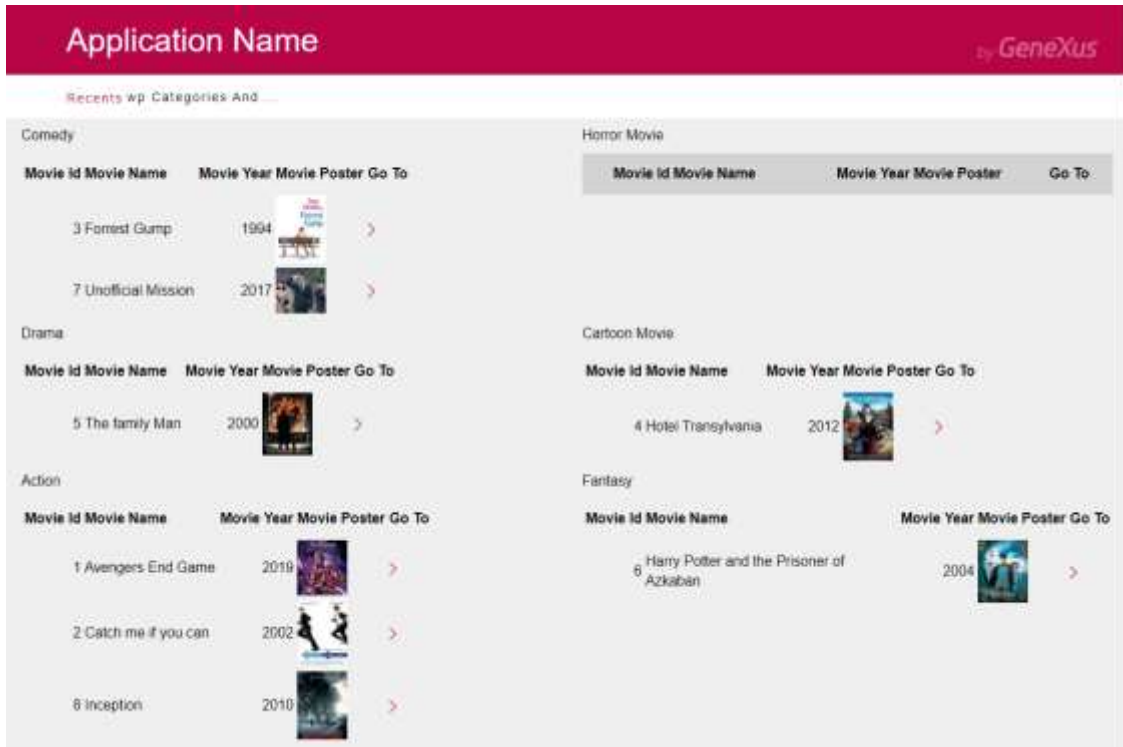 Application Name
by GeneXus
Recents wp Categories And ...
Comedy
Movie Id Movie Name Movie Year Movie Poster Go To
3 Forrest Gump 1994
7 Unofficial Mission 2017
Horror Movie
Movie Id Movie Name Movie Year Movie Poster Go To
Drama
Movie Id Movie Name Movie Year Movie Poster Go To
5 The family Man 2000
Cartoon Movie
Movie Id Movie Name Movie Year Movie Poster Go To
4 Hotel Transylvania 2012
Action
Movie Id Movie Name Movie Year Movie Poster Go To
1 Avengers End Game 2019
2 Catch me if you can 2002
8 Inception 2010
Fantasy
Movie Id Movie Name Movie Year Movie Poster Go To
6 Harry Potter and the Prisoner of 2004
Azkaban